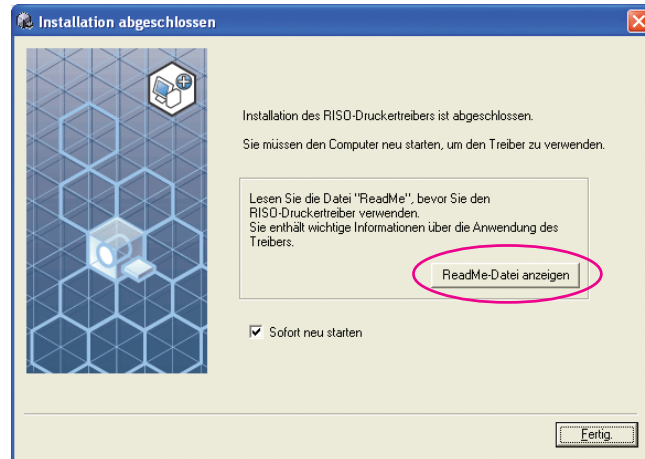 Installation abgeschlossen
Installation des RISO-Druckertreibers ist abgeschlossen.
Sie müssen den Computer neu starten, um den Treiber zu verwenden.
Lesen Sie die Datei "ReadMe", bevor Sie den
RISO-Druckertreiber verwenden.
Sie enthält wichtige Informationen über die Anwendung des
Treibers.
ReadMe-Datei anzeigen
Sofort neu starten
Fertig.